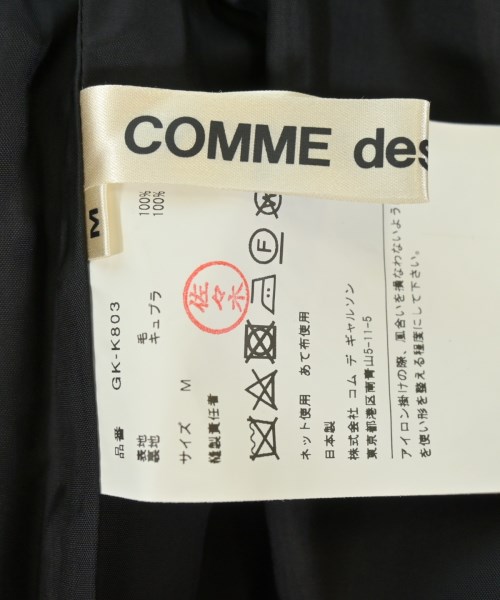 COMME des
M
品番 GK-K803
表地 毛 100%
裏地 キュプラ 100%
サイズ M
縫製責任者
佐々木
F
ネット使用 あて布使用
日本製
株式会社 コム デ ギャルソン
東京都港区南青山5-11-5
アイロン掛けの際、風合いを損なわないよう
を使い形を整える程度にして下さい。